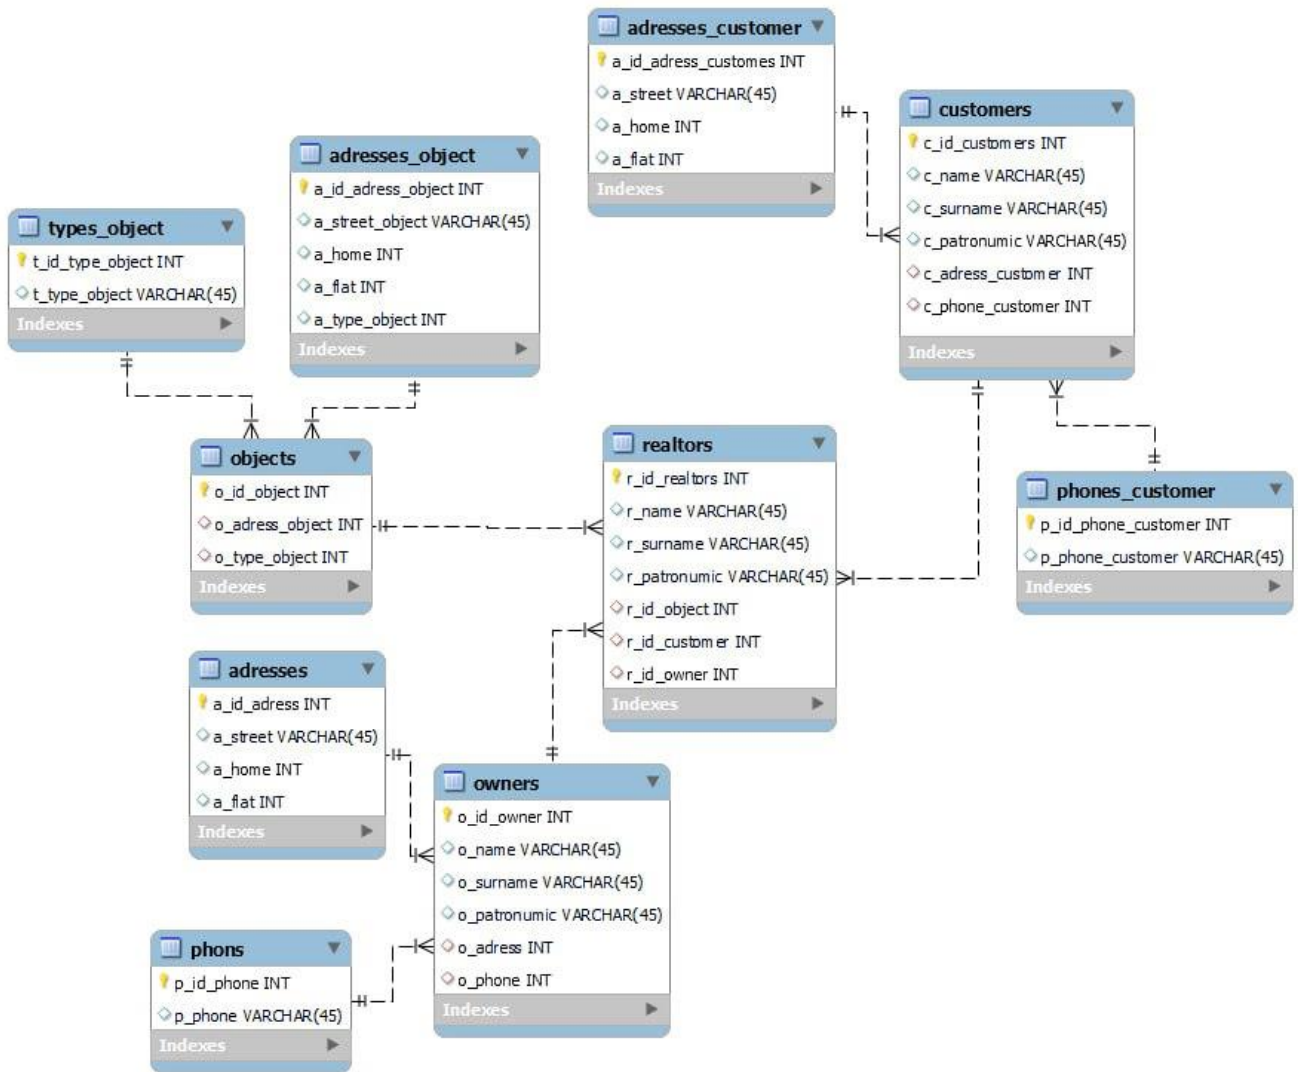 adresses_customer
a_id_adress_customes INT
a_street VARCHAR(45)
a_home INT
a_flat INT
Indexes
customers
c_id_customers INT
c_name VARCHAR(45)
c_surname VARCHAR(45)
c_patronumic VARCHAR(45)
c_adress_customer INT
c_phone_customer INT
Indexes
adresses_object
a_id_adress_object INT
a_street_object VARCHAR(45)
a_home INT
a_flat INT
a_type_object INT
Indexes
types_object
t_id_type_object INT
t_type_object VARCHAR(45)
Indexes
objects
o_id_object INT
o_adress_object INT
o_type_object INT
Indexes
realtors
r_id_realtors INT
r_name VARCHAR(45)
r_surname VARCHAR(45)
r_patronumic VARCHAR(45)
r_id_object INT
r_id_customer INT
r_id_owner INT
Indexes
phones_customer
p_id_phone_customer INT
p_phone_customer VARCHAR(45)
Indexes
adresses
a_id_adress INT
a_street VARCHAR(45)
a_home INT
a_flat INT
Indexes
owners
o_id_owner INT
o_name VARCHAR(45)
o_surname VARCHAR(45)
o_patronumic VARCHAR(45)
o_adress INT
o_phone INT
Indexes
phons
p_id_phone INT
p_phone VARCHAR(45)
Indexes